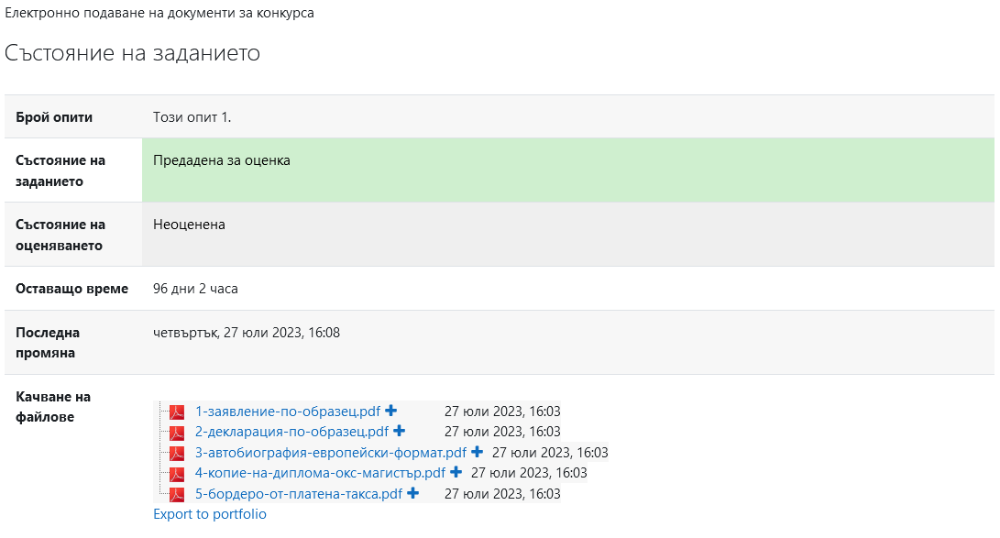 Електронно подаване на документи за конкурса
Състояние на заданието
Брой опити Този опит 1.
Състояние на заданието Предадена за оценка
Състояние на оценяването Неоценена
Оставащо време 96 дни 2 часа
Последна промяна четвъртък, 27 юли 2023, 16:08
Качване на файлове
1-заявление-по-образец.pdf 27 юли 2023, 16:03
2-декларация-по-образец.pdf 27 юли 2023, 16:03
3-автобиография-европейски-формат.pdf 27 юли 2023, 16:03
4-копие-на-диплома-окс-магистър.pdf 27 юли 2023, 16:03
5-бордеро-от-платена-такса.pdf 27 юли 2023, 16:03
Export to portfolio